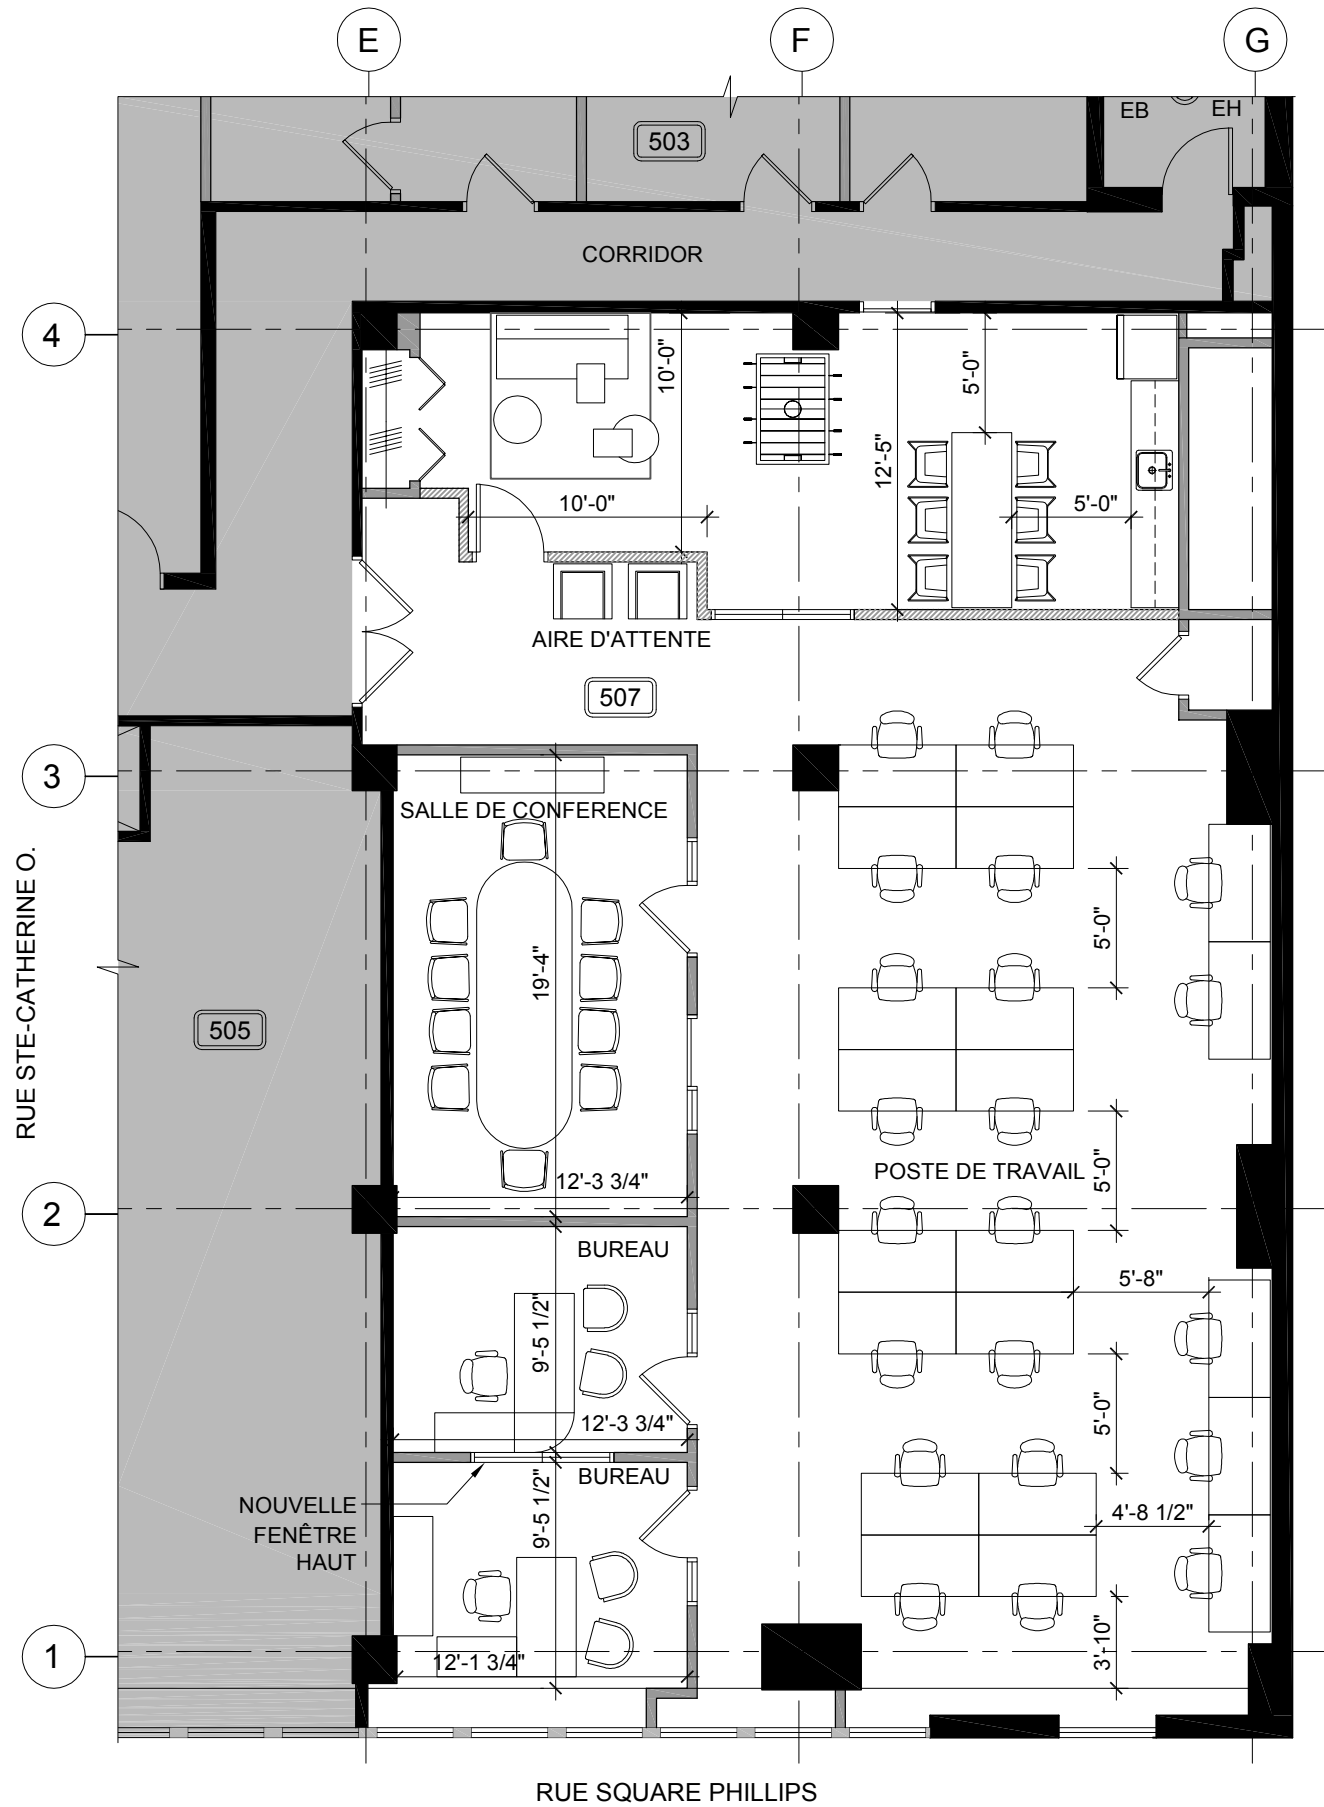 E
F
G
EB
EH
503
CORRIDOR
4
10'-0"
5'-0"
12'-5"
10'-0"
5'-0"
AIRE D'ATTENTE
507
3
SALLE DE CONFERENCE
RUE STE-CATHERINE O.
5'-0"
19'-4"
505
POSTE DE TRAVAIL
5'-0"
12'-3 3/4"
2
BUREAU
5'-8"
9'-5 1/2"
12'-3 3/4"
5'-0"
BUREAU
NOUVELLE
FENÊTRE
HAUT
9'-5 1/2"
4'-8 1/2"
1
12'-1 3/4"
3'-10"
RUE SQUARE PHILLIPS